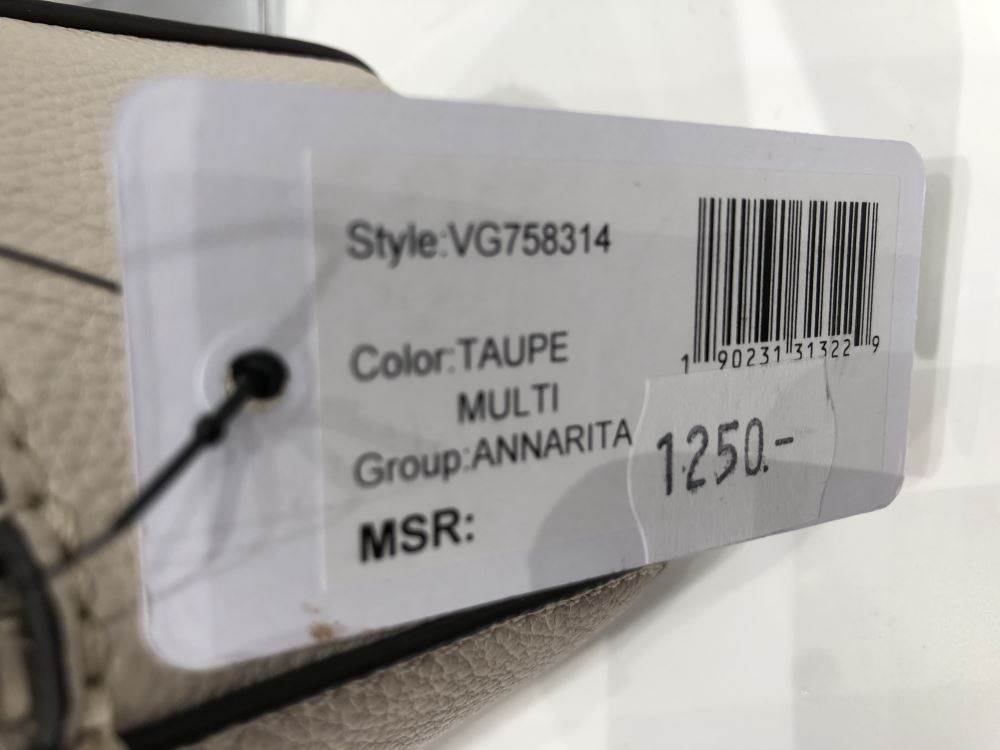 Style:VG758314
Color:TAUPE
MULTI
Group:ANNARITA
MSR:
1 90231 31322 9
1250.-